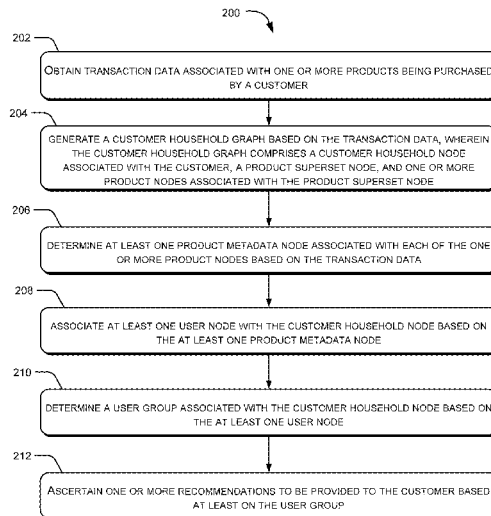 200
202
OBTAIN TRANSACTION DATA ASSOCIATED WITH ONE OR MORE PRODUCTS BEING PURCHASED
BY A CUSTOMER
204
GENERATE A CUSTOMER HOUSEHOLD GRAPH BASED ON THE TRANSACTION DATA, WHEREIN
THE CUSTOMER HOUSEHOLD GRAPH COMPRISES A CUSTOMER HOUSEHOLD NODE
ASSOCIATED WITH THE CUSTOMER, A PRODUCT SUPERSET NODE, AND ONE OR MORE
PRODUCT NODES ASSOCIATED WITH THE PRODUCT SUPERSET NODE
206
DETERMINE AT LEAST ONE PRODUCT METADATA NODE ASSOCIATED WITH EACH OF THE ONE
OR MORE PRODUCT NODES BASED ON THE TRANSACTION DATA
208
ASSOCIATE AT LEAST ONE USER NODE WITH THE CUSTOMER HOUSEHOLD NODE BASED ON
THE AT LEAST ONE PRODUCT METADATA NODE
210
DETERMINE A USER GROUP ASSOCIATED WITH THE CUSTOMER HOUSEHOLD NODE BASED ON
THE AT LEAST ONE USER NODE
212
ASCERTAIN ONE OR MORE RECOMMENDATIONS TO BE PROVIDED TO THE CUSTOMER BASED
AT LEAST ON THE USER GROUP